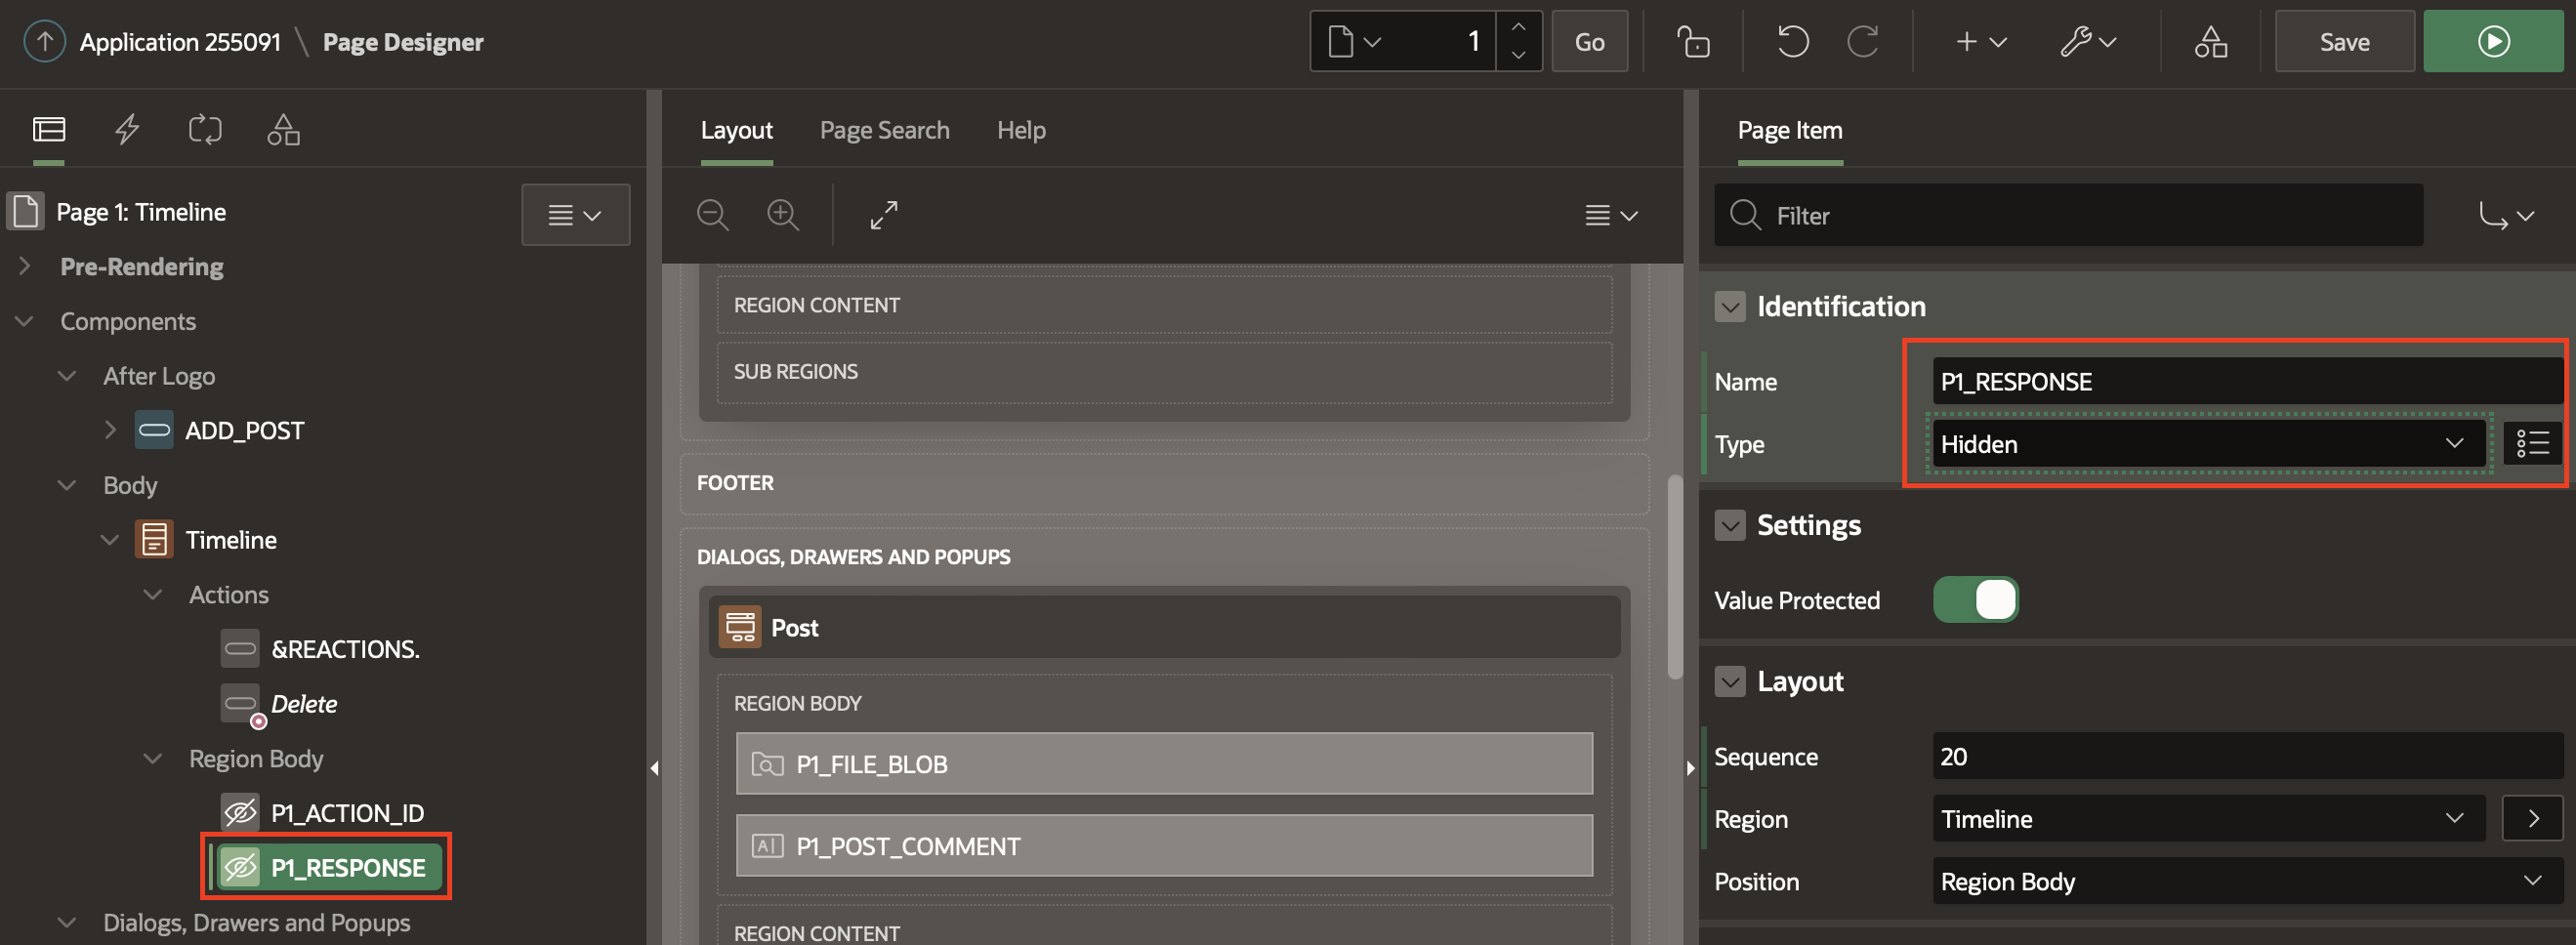 Application 255091 \ Page Designer
1
Go
Save
Page 1: Timeline
Pre-Rendering
Components
After Logo
ADD_POST
Body
Timeline
Actions
&REACTIONS.
Delete
Region Body
P1_ACTION_ID
P1_RESPONSE
Dialogs, Drawers and Popups
Layout Page Search Help
REGION CONTENT
SUB REGIONS
FOOTER
DIALOGS, DRAWERS AND POPUPS
Post
REGION BODY
P1_FILE_BLOB
P1_POST_COMMENT
REGION CONTENT
Page Item
Filter
Identification
Name P1_RESPONSE
Type Hidden
Settings
Value Protected
Layout
Sequence 20
Region Timeline
Position Region Body